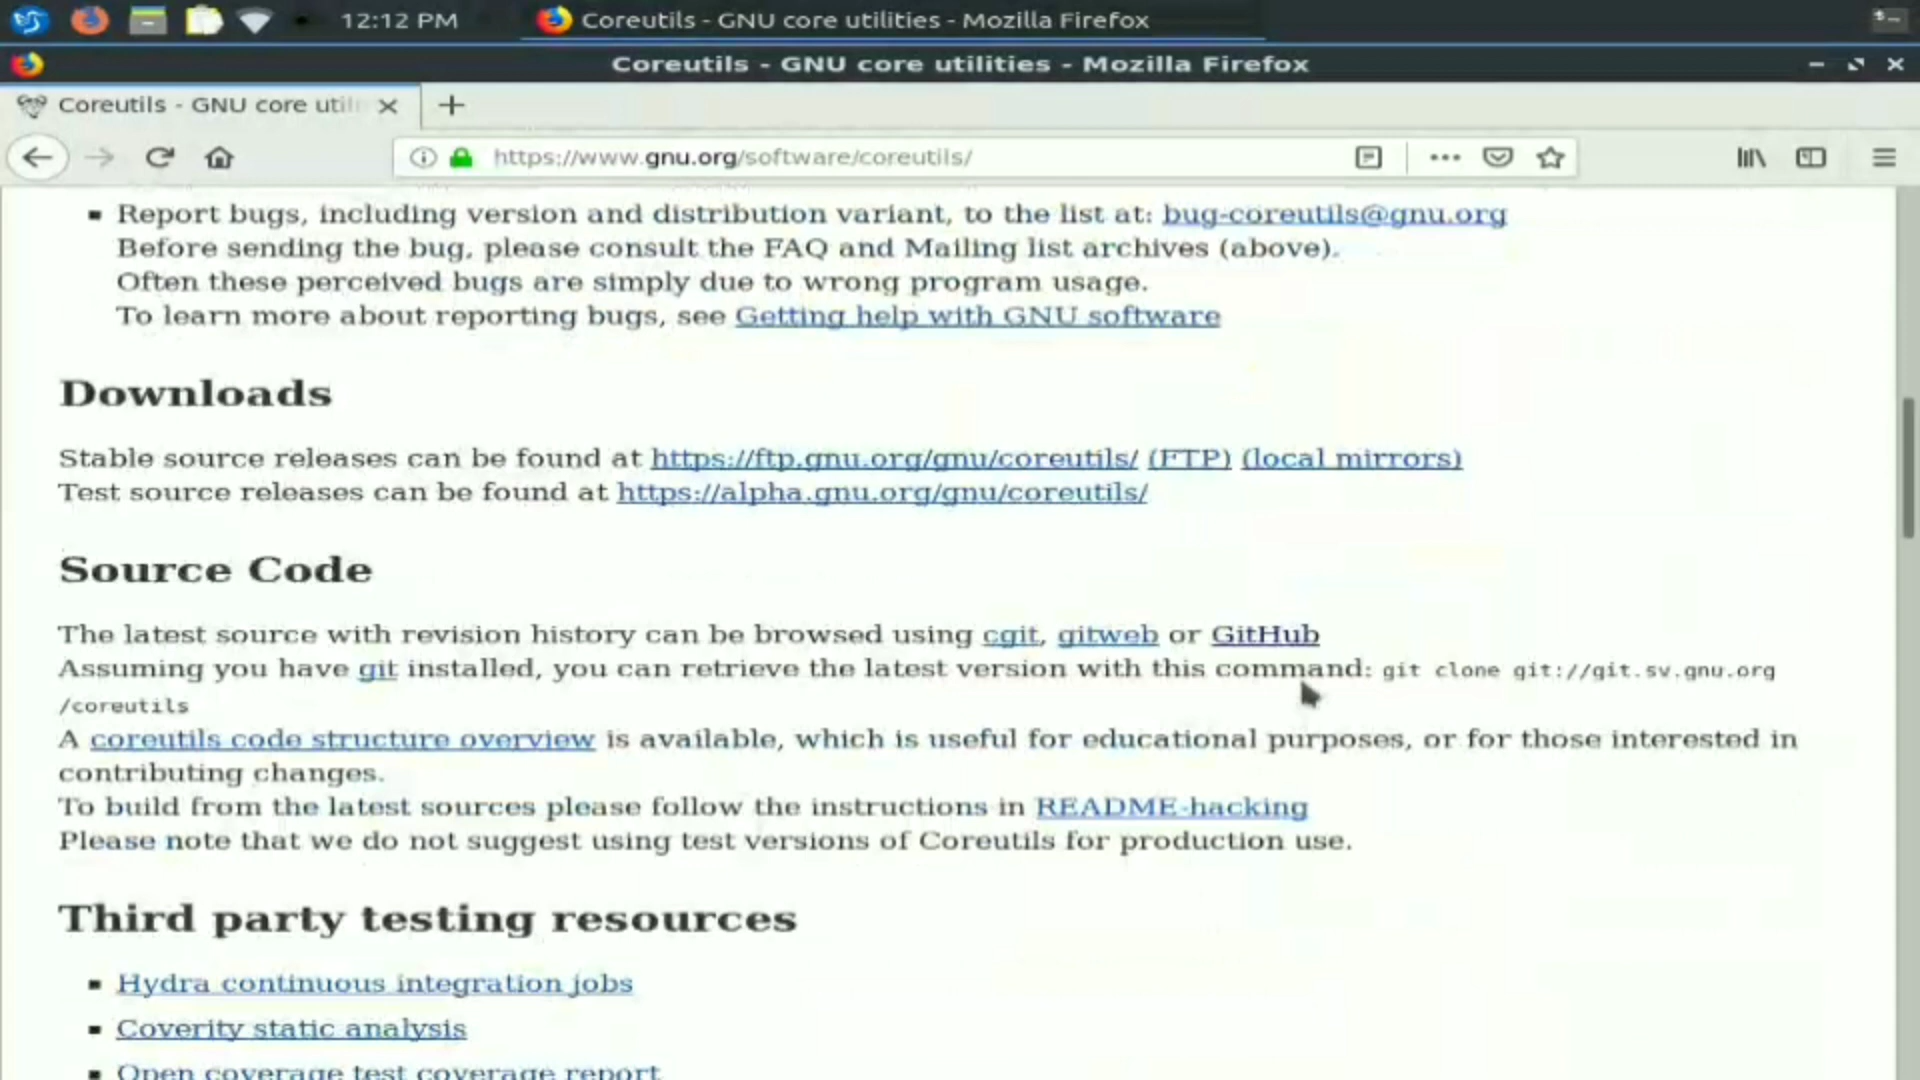 12:12 PM
Coreutils - GNU core utilities - Mozilla Firefox
Coreutils - GNU core utilities - Mozilla Firefox
Coreutils - GNU core util
https://www.gnu.org/software/coreutils/
Report bugs, including version and distribution variant, to the list at: bug-coreutils@gnu.org
Before sending the bug, please consult the FAQ and Mailing list archives (above).
Often these perceived bugs are simply due to wrong program usage.
To learn more about reporting bugs, see Getting help with GNU software
Downloads
Stable source releases can be found at https://ftp.gnu.org/gnu/coreutils/ (FTP) (local mirrors)
Test source releases can be found at https://alpha.gnu.org/gnu/coreutils/
Source Code
The latest source with revision history can be browsed using cgit, gitweb or GitHub
Assuming you have git installed, you can retrieve the latest version with this command: git clone git://git.sv.gnu.org
/coreutils
A coreutils code structure overview is available, which is useful for educational purposes, or for those interested in
contributing changes.
To build from the latest sources please follow the instructions in README-hacking
Please note that we do not suggest using test versions of Coreutils for production use.
Third party testing resources
Hydra continuous integration jobs
Coverity static analysis
Open coverage test coverage report